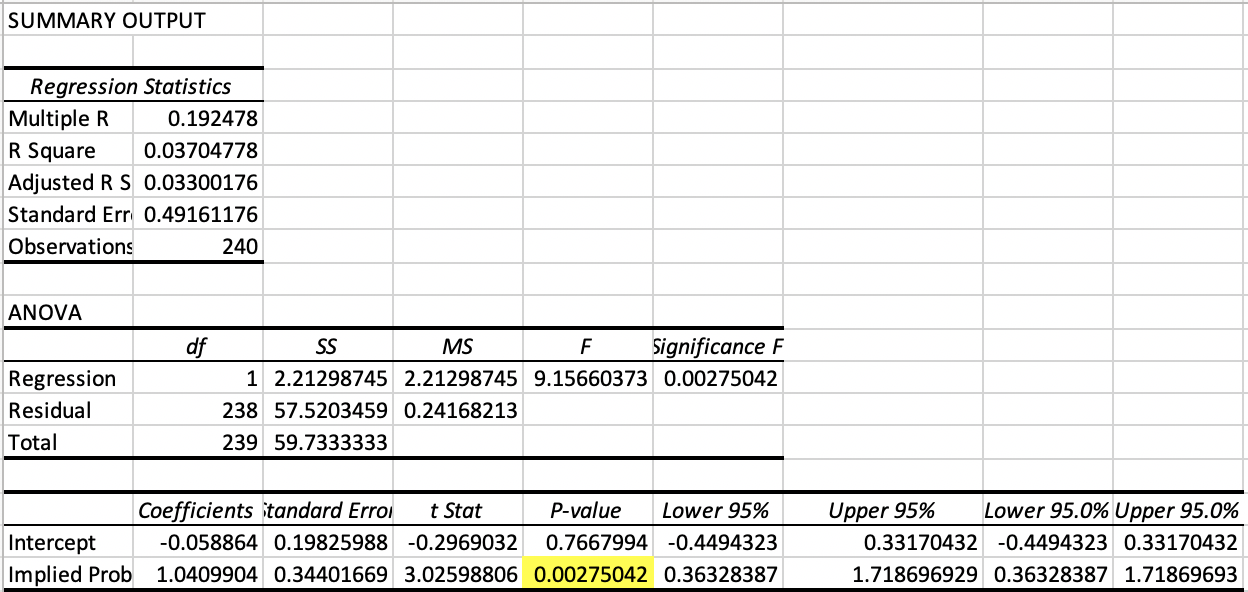 SUMMARY OUTPUT
Regression Statistics
Multiple R 0.192478
R Square 0.03704778
Adjusted R S 0.03300176
Standard Err 0.49161176
Observations 240
ANOVA
df SS MS F Significance F
Regression 1 2.21298745 2.21298745 9.15660373 0.00275042
Residual 238 57.5203459 0.24168213
Total 239 59.7333333
Coefficients Standard Error t Stat P-value Lower 95% Upper 95% Lower 95.0% Upper 95.0%
Intercept -0.058864 0.19825988 -0.2969032 0.7667994 -0.4494323 0.33170432 -0.4494323 0.33170432
Implied Prob 1.0409904 0.34401669 3.02598806 0.00275042 0.36328387 1.718696929 0.36328387 1.71869693